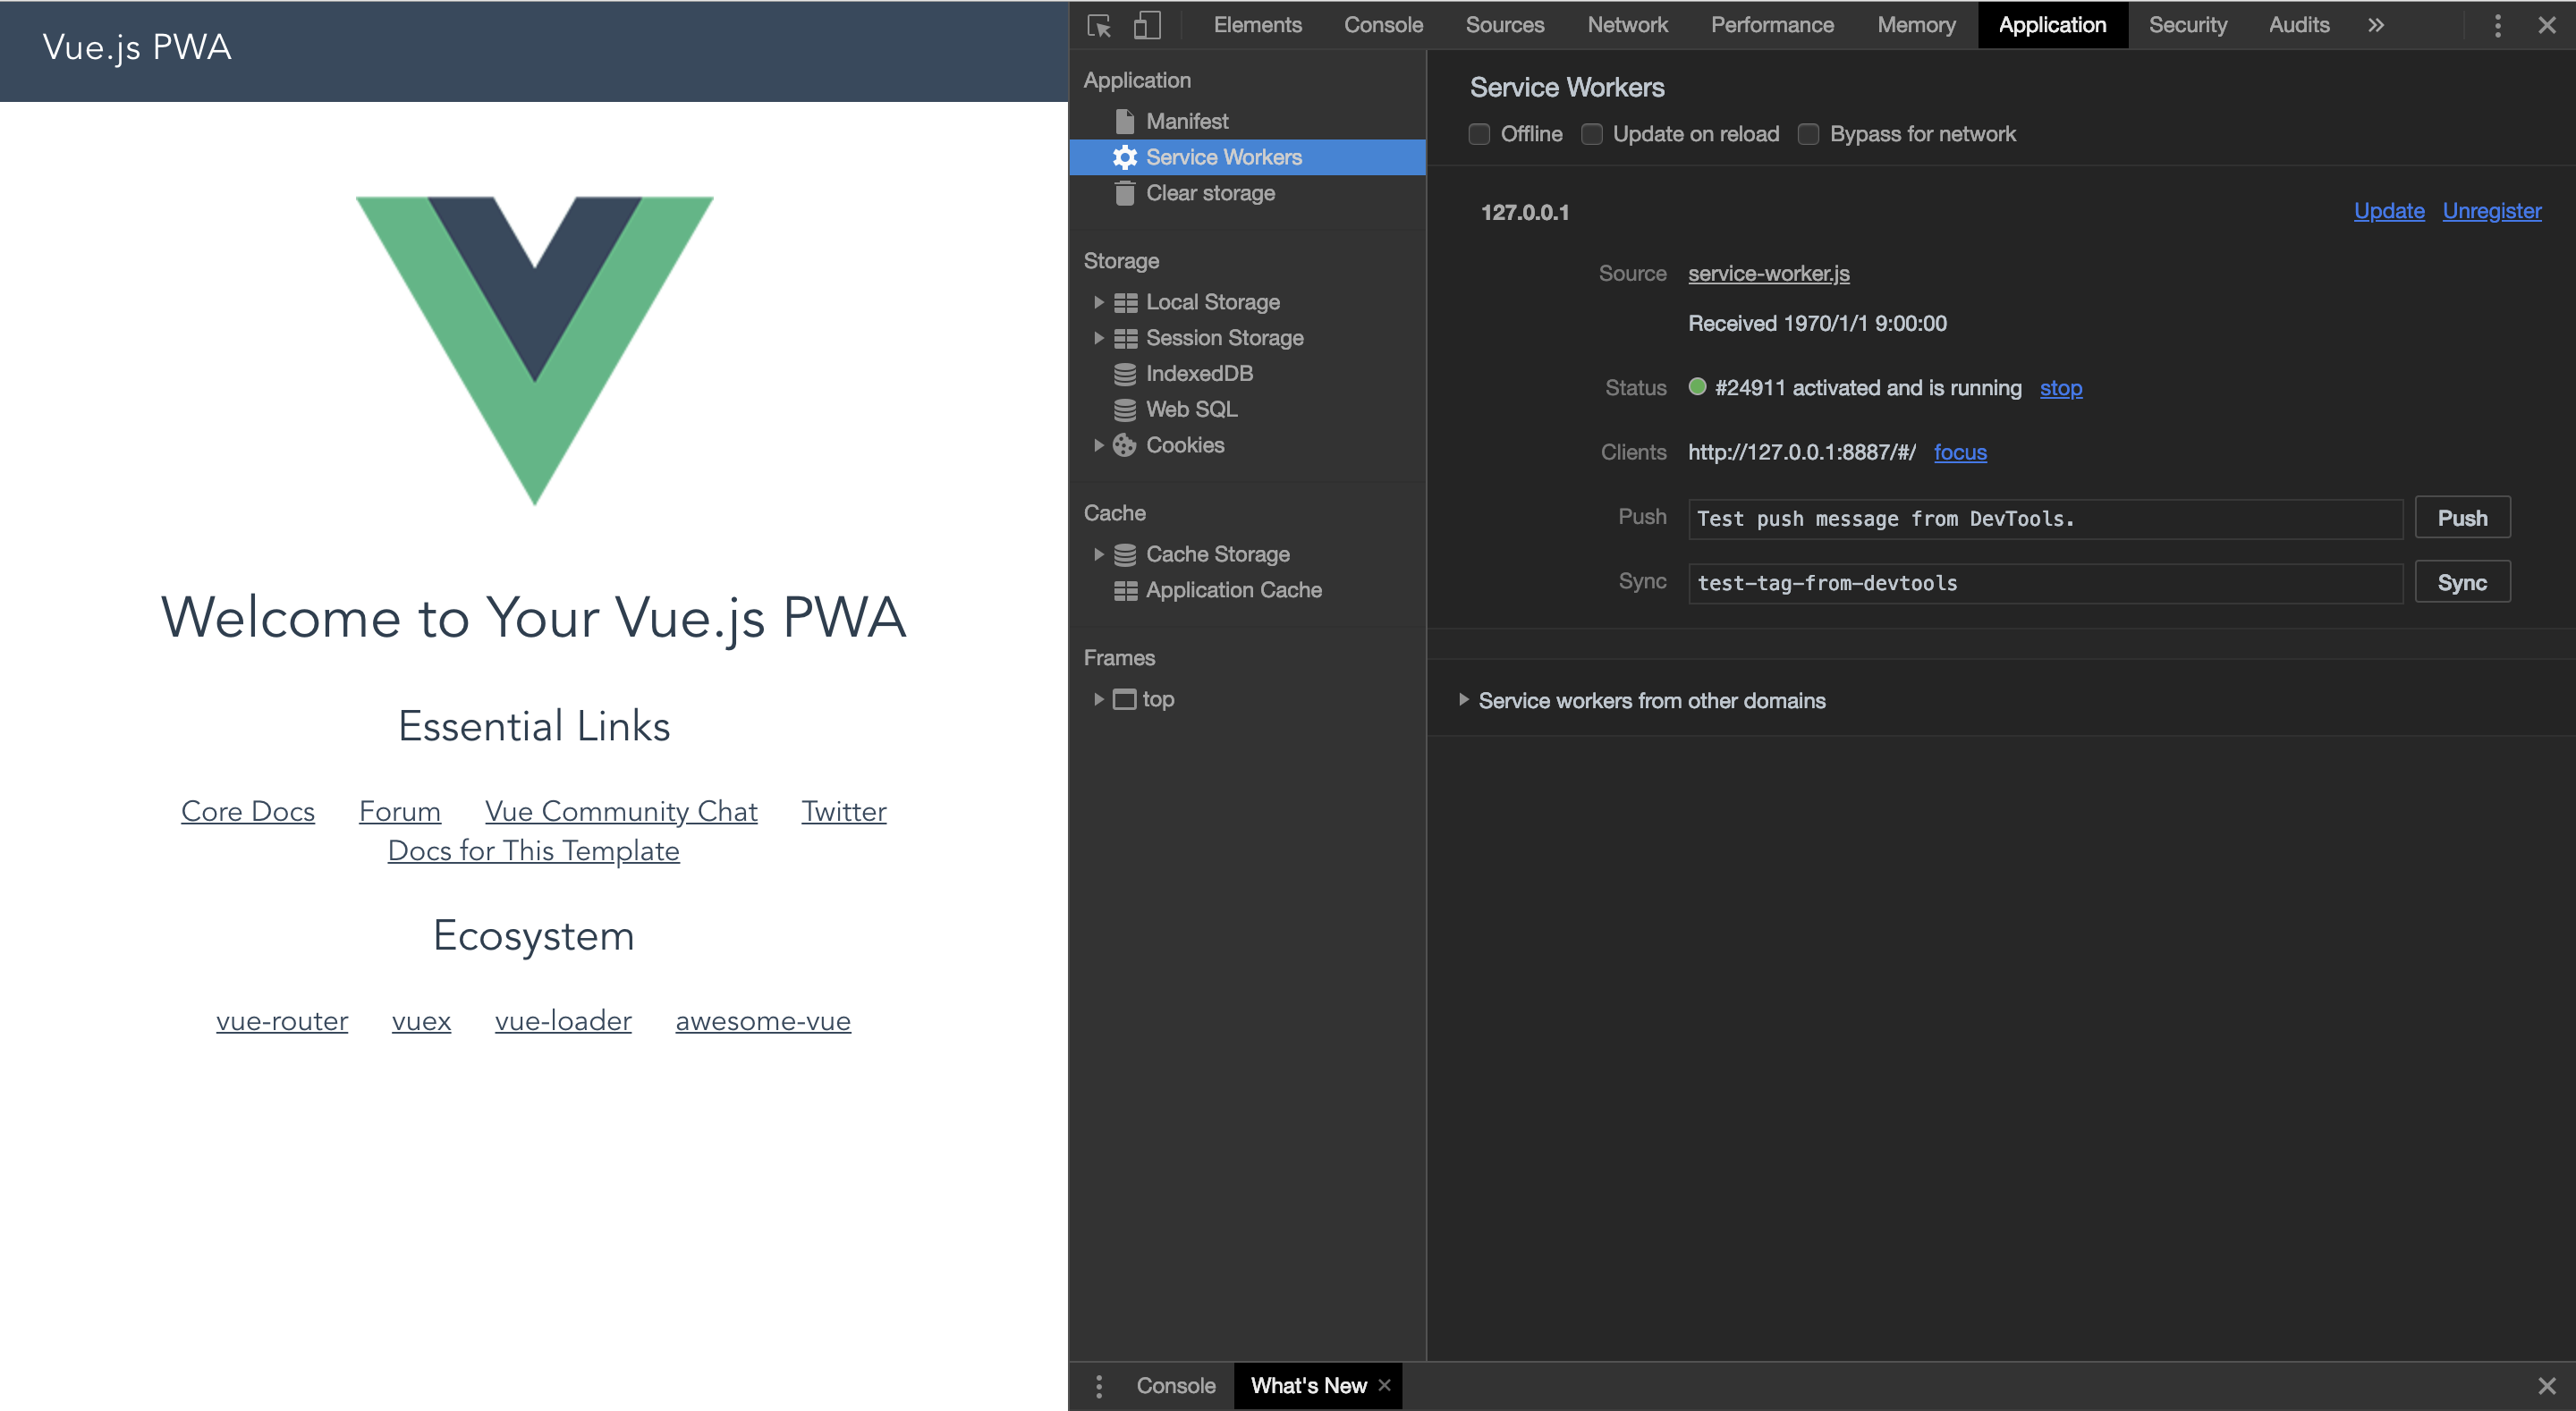 Vue.js PWA
Welcome to Your Vue.js PWA
Essential Links
Core Docs Forum Vue Community Chat Twitter
Docs for This Template
Ecosystem
vue-router vuex vue-loader awesome-vue
Elements Console Sources Network Performance Memory Application Security Audits »
Application
Manifest
Service Workers
Clear storage
Storage
Local Storage
Session Storage
IndexedDB
Web SQL
Cookies
Cache
Cache Storage
Application Cache
Frames
top
Service Workers
Offline Update on reload Bypass for network
127.0.0.1 Update Unregister
Source service-worker.js
Received 1970/1/1 9:00:00
Status #24911 activated and is running stop
Clients http://127.0.0.1:8887/#/ focus
Push Test push message from DevTools. Push
Sync test-tag-from-devtools Sync
Service workers from other domains
Console What's New